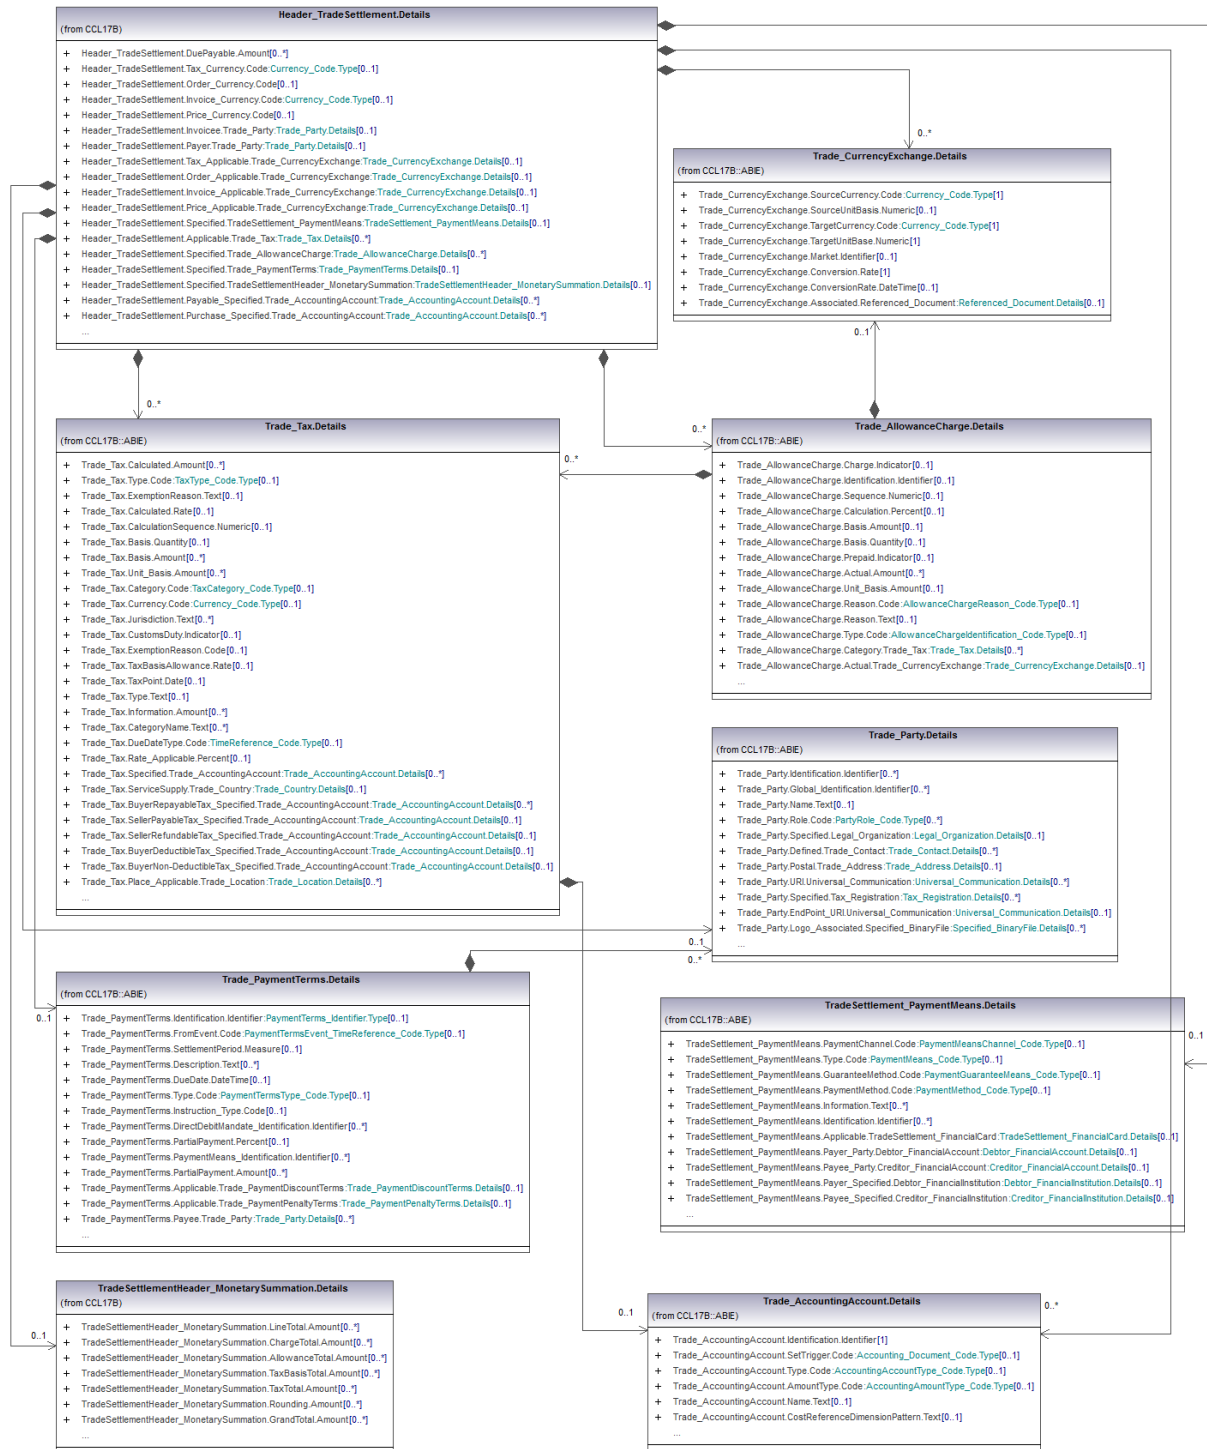 Header_TradeSettlement.Details
(from CCL17B)
+ Header_TradeSettlement.DuePayable.Amount[0..*]
+ Header_TradeSettlement.Tax_Currency.Code:Currency_Code.Type[0..1]
+ Header_TradeSettlement.Order_Currency.Code[0..1]
+ Header_TradeSettlement.Invoice_Currency.Code:Currency_Code.Type[0..1]
+ Header_TradeSettlement.Price_Currency.Code[0..1]
+ Header_TradeSettlement.Invoicee.Trade_Party:Trade_Party.Details[0..1]
+ Header_TradeSettlement.Payer.Trade_Party:Trade_Party.Details[0..1]
+ Header_TradeSettlement.Tax_Applicable.Trade_CurrencyExchange:Trade_CurrencyExchange.Details[0..1]
+ Header_TradeSettlement.Order_Applicable.Trade_CurrencyExchange:Trade_CurrencyExchange.Details[0..1]
+ Header_TradeSettlement.Invoice_Applicable.Trade_CurrencyExchange:Trade_CurrencyExchange.Details[0..1]
+ Header_TradeSettlement.Price_Applicable.Trade_CurrencyExchange:Trade_CurrencyExchange.Details[0..1]
+ Header_TradeSettlement.Specified.TradeSettlement_PaymentMeans:TradeSettlement_PaymentMeans.Details[0..1]
+ Header_TradeSettlement.Applicable.Trade_Tax:Trade_Tax.Details[0..*]
+ Header_TradeSettlement.Specified.Trade_AllowanceCharge:Trade_AllowanceCharge.Details[0..*]
+ Header_TradeSettlement.Specified.Trade_PaymentTerms:Trade_PaymentTerms.Details[0..1]
+ Header_TradeSettlement.Specified.TradeSettlementHeader_MonetarySummation:TradeSettlementHeader_MonetarySummation.Details[0..1]
+ Header_TradeSettlement.Payable_Specified.Trade_AccountingAccount:Trade_AccountingAccount.Details[0..*]
+ Header_TradeSettlement.Purchase_Specified.Trade_AccountingAccount:Trade_AccountingAccount.Details[0..*]
...
0..*
Trade_CurrencyExchange.Details
(from CCL17B::ABIE)
+ Trade_CurrencyExchange.SourceCurrency.Code:Currency_Code.Type[1]
+ Trade_CurrencyExchange.SourceUnitBasis.Numeric[0..1]
+ Trade_CurrencyExchange.TargetCurrency.Code:Currency_Code.Type[1]
+ Trade_CurrencyExchange.TargetUnitBase.Numeric[1]
+ Trade_CurrencyExchange.Market.Identifier[0..1]
+ Trade_CurrencyExchange.Conversion.Rate[1]
+ Trade_CurrencyExchange.ConversionRate.DateTime[0..1]
+ Trade_CurrencyExchange.Associated.Referenced_Document:Referenced_Document.Details[0..1]
0..1
0..*
Trade_Tax.Details
(from CCL17B::ABIE)
+ Trade_Tax.Calculated.Amount[0..*]
+ Trade_Tax.Type.Code:TaxType_Code.Type[0..1]
+ Trade_Tax.ExemptionReason.Text[0..1]
+ Trade_Tax.Calculated.Rate[0..1]
+ Trade_Tax.CalculationSequence.Numeric[0..1]
+ Trade_Tax.Basis.Quantity[0..1]
+ Trade_Tax.Basis.Amount[0..*]
+ Trade_Tax.Unit_Basis.Amount[0..*]
+ Trade_Tax.Category.Code:TaxCategory_Code.Type[0..1]
+ Trade_Tax.Currency.Code:Currency_Code.Type[0..1]
+ Trade_Tax.Jurisdiction.Text[0..*]
+ Trade_Tax.CustomsDuty.Indicator[0..1]
+ Trade_Tax.ExemptionReason.Code[0..1]
+ Trade_Tax.TaxBasisAllowance.Rate[0..1]
+ Trade_Tax.TaxPoint.Date[0..1]
+ Trade_Tax.Type.Text[0..1]
+ Trade_Tax.Information.Amount[0..*]
+ Trade_Tax.CategoryName.Text[0..*]
+ Trade_Tax.DueDateType.Code:TimeReference_Code.Type[0..1]
+ Trade_Tax.Rate_Applicable.Percent[0..1]
+ Trade_Tax.Specified.Trade_AccountingAccount:Trade_AccountingAccount.Details[0..*]
+ Trade_Tax.ServiceSupply.Trade_Country:Trade_Country.Details[0..1]
+ Trade_Tax.BuyerRepayableTax_Specified.Trade_AccountingAccount:Trade_AccountingAccount.Details[0..*]
+ Trade_Tax.SellerPayableTax_Specified.Trade_AccountingAccount:Trade_AccountingAccount.Details[0..1]
+ Trade_Tax.SellerRefundableTax_Specified.Trade_AccountingAccount:Trade_AccountingAccount.Details[0..1]
+ Trade_Tax.BuyerDeductibleTax_Specified.Trade_AccountingAccount:Trade_AccountingAccount.Details[0..1]
+ Trade_Tax.BuyerNon-DeductibleTax_Specified.Trade_AccountingAccount:Trade_AccountingAccount.Details[0..1]
+ Trade_Tax.Place_Applicable.Trade_Location:Trade_Location.Details[0..*]
...
0..*
0..*
Trade_AllowanceCharge.Details
(from CCL17B::ABIE)
+ Trade_AllowanceCharge.Charge.Indicator[0..1]
+ Trade_AllowanceCharge.Identification.Identifier[0..1]
+ Trade_AllowanceCharge.Sequence.Numeric[0..1]
+ Trade_AllowanceCharge.Calculation.Percent[0..1]
+ Trade_AllowanceCharge.Basis.Amount[0..1]
+ Trade_AllowanceCharge.Basis.Quantity[0..1]
+ Trade_AllowanceCharge.Prepaid.Indicator[0..1]
+ Trade_AllowanceCharge.Actual.Amount[0..*]
+ Trade_AllowanceCharge.Unit_Basis.Amount[0..1]
+ Trade_AllowanceCharge.Reason.Code:AllowanceChargeReason_Code.Type[0..1]
+ Trade_AllowanceCharge.Reason.Text[0..1]
+ Trade_AllowanceCharge.Type.Code:AllowanceChargeIdentification_Code.Type[0..1]
+ Trade_AllowanceCharge.Category.Trade_Tax:Trade_Tax.Details[0..*]
+ Trade_AllowanceCharge.Actual.Trade_CurrencyExchange:Trade_CurrencyExchange.Details[0..1]
...
Trade_Party.Details
(from CCL17B::ABIE)
+ Trade_Party.Identification.Identifier[0..*]
+ Trade_Party.Global_Identification.Identifier[0..*]
+ Trade_Party.Name.Text[0..1]
+ Trade_Party.Role.Code:PartyRole_Code.Type[0..*]
+ Trade_Party.Specified.Legal_Organization:Legal_Organization.Details[0..1]
+ Trade_Party.Defined.Trade_Contact:Trade_Contact.Details[0..*]
+ Trade_Party.Postal.Trade_Address:Trade_Address.Details[0..1]
+ Trade_Party.URI.Universal_Communication:Universal_Communication.Details[0..*]
+ Trade_Party.Specified.Tax_Registration:Tax_Registration.Details[0..*]
+ Trade_Party.EndPoint_URI.Universal_Communication:Universal_Communication.Details[0..1]
+ Trade_Party.Logo_Associated.Specified_BinaryFile:Specified_BinaryFile.Details[0..*]
...
0..1
0..*
Trade_PaymentTerms.Details
(from CCL17B::ABIE)
+ Trade_PaymentTerms.Identification.Identifier:PaymentTerms_Identifier.Type[0..1]
+ Trade_PaymentTerms.FromEvent.Code:PaymentTermsEvent_TimeReference_Code.Type[0..1]
+ Trade_PaymentTerms.SettlementPeriod.Measure[0..1]
+ Trade_PaymentTerms.Description.Text[0..*]
+ Trade_PaymentTerms.DueDate.DateTime[0..1]
+ Trade_PaymentTerms.Type.Code:PaymentTermsType_Code.Type[0..1]
+ Trade_PaymentTerms.Instruction_Type.Code[0..1]
+ Trade_PaymentTerms.DirectDebitMandate_Identification.Identifier[0..*]
+ Trade_PaymentTerms.PartialPayment.Percent[0..1]
+ Trade_PaymentTerms.PaymentMeans_Identification.Identifier[0..*]
+ Trade_PaymentTerms.PartialPayment.Amount[0..*]
+ Trade_PaymentTerms.Applicable.Trade_PaymentDiscountTerms:Trade_PaymentDiscountTerms.Details[0..1]
+ Trade_PaymentTerms.Applicable.Trade_PaymentPenaltyTerms:Trade_PaymentPenaltyTerms.Details[0..1]
+ Trade_PaymentTerms.Payee.Trade_Party:Trade_Party.Details[0..*]
...
0..1
TradeSettlement_PaymentMeans.Details
(from CCL17B::ABIE)
+ TradeSettlement_PaymentMeans.PaymentChannel.Code:PaymentMeansChannel_Code.Type[0..1]
+ TradeSettlement_PaymentMeans.Type.Code:PaymentMeans_Code.Type[0..1]
+ TradeSettlement_PaymentMeans.GuaranteeMethod.Code:PaymentGuaranteeMeans_Code.Type[0..1]
+ TradeSettlement_PaymentMeans.PaymentMethod.Code:PaymentMethod_Code.Type[0..1]
+ TradeSettlement_PaymentMeans.Information.Text[0..*]
+ TradeSettlement_PaymentMeans.Identification.Identifier[0..*]
+ TradeSettlement_PaymentMeans.Applicable.TradeSettlement_FinancialCard:TradeSettlement_FinancialCard.Details[0..1]
+ TradeSettlement_PaymentMeans.Payer_Party.Debtor_FinancialAccount:Debtor_FinancialAccount.Details[0..1]
+ TradeSettlement_PaymentMeans.Payee_Party.Creditor_FinancialAccount:Creditor_FinancialAccount.Details[0..1]
+ TradeSettlement_PaymentMeans.Payer_Specified.Debtor_FinancialInstitution:Debtor_FinancialInstitution.Details[0..1]
+ TradeSettlement_PaymentMeans.Payee_Specified.Creditor_FinancialInstitution:Creditor_FinancialInstitution.Details[0..1]
...
0..1
TradeSettlementHeader_MonetarySummation.Details
(from CCL17B)
+ TradeSettlementHeader_MonetarySummation.LineTotal.Amount[0..*]
+ TradeSettlementHeader_MonetarySummation.ChargeTotal.Amount[0..*]
+ TradeSettlementHeader_MonetarySummation.AllowanceTotal.Amount[0..*]
+ TradeSettlementHeader_MonetarySummation.TaxBasisTotal.Amount[0..*]
+ TradeSettlementHeader_MonetarySummation.TaxTotal.Amount[0..*]
+ TradeSettlementHeader_MonetarySummation.Rounding.Amount[0..*]
+ TradeSettlementHeader_MonetarySummation.GrandTotal.Amount[0..*]
...
0..1
0..1
0..*
Trade_AccountingAccount.Details
(from CCL17B::ABIE)
+ Trade_AccountingAccount.Identification.Identifier[1]
+ Trade_AccountingAccount.SetTrigger.Code:Accounting_Document_Code.Type[0..1]
+ Trade_AccountingAccount.Type.Code:AccountingAccountType_Code.Type[0..1]
+ Trade_AccountingAccount.AmountType.Code:AccountingAmountType_Code.Type[0..1]
+ Trade_AccountingAccount.Name.Text[0..1]
+ Trade_AccountingAccount.CostReferenceDimensionPattern.Text[0..1]
...